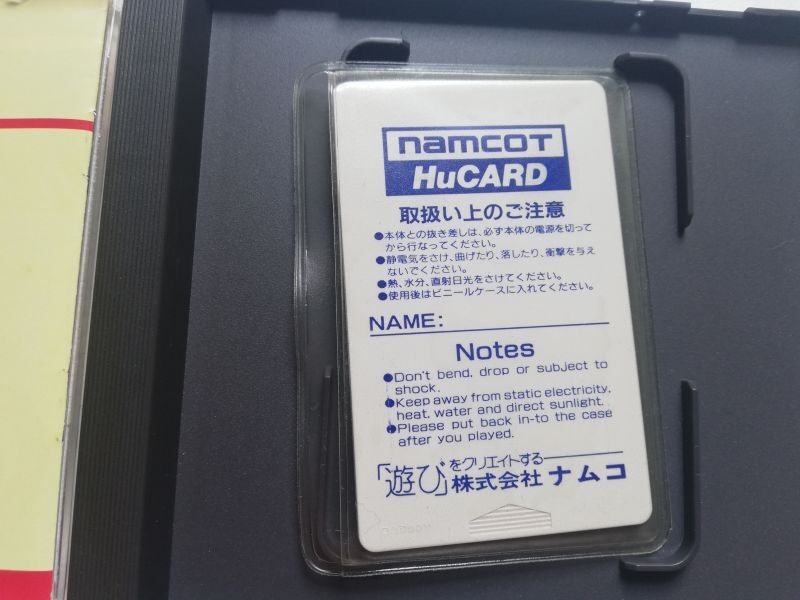 namcot
HuCARD
取扱い上のご注意
●本体との抜き差しは、必ず本体の電源を切って
から行なってください。
●静電気をさけ、曲げたり、落したり、衝撃を与え
ないでください。
●熱、水分、直射日光をさけてください。
●使用後はビニールケースに入れてください。
NAME:
Notes
●Don't bend, drop or subject to
shock.
●Keep away from static electricity,
heat, water and direct sunlight.
●Please put back in-to the case
after you played.
「遊び」をクリエイトする
株式会社 ナムコ